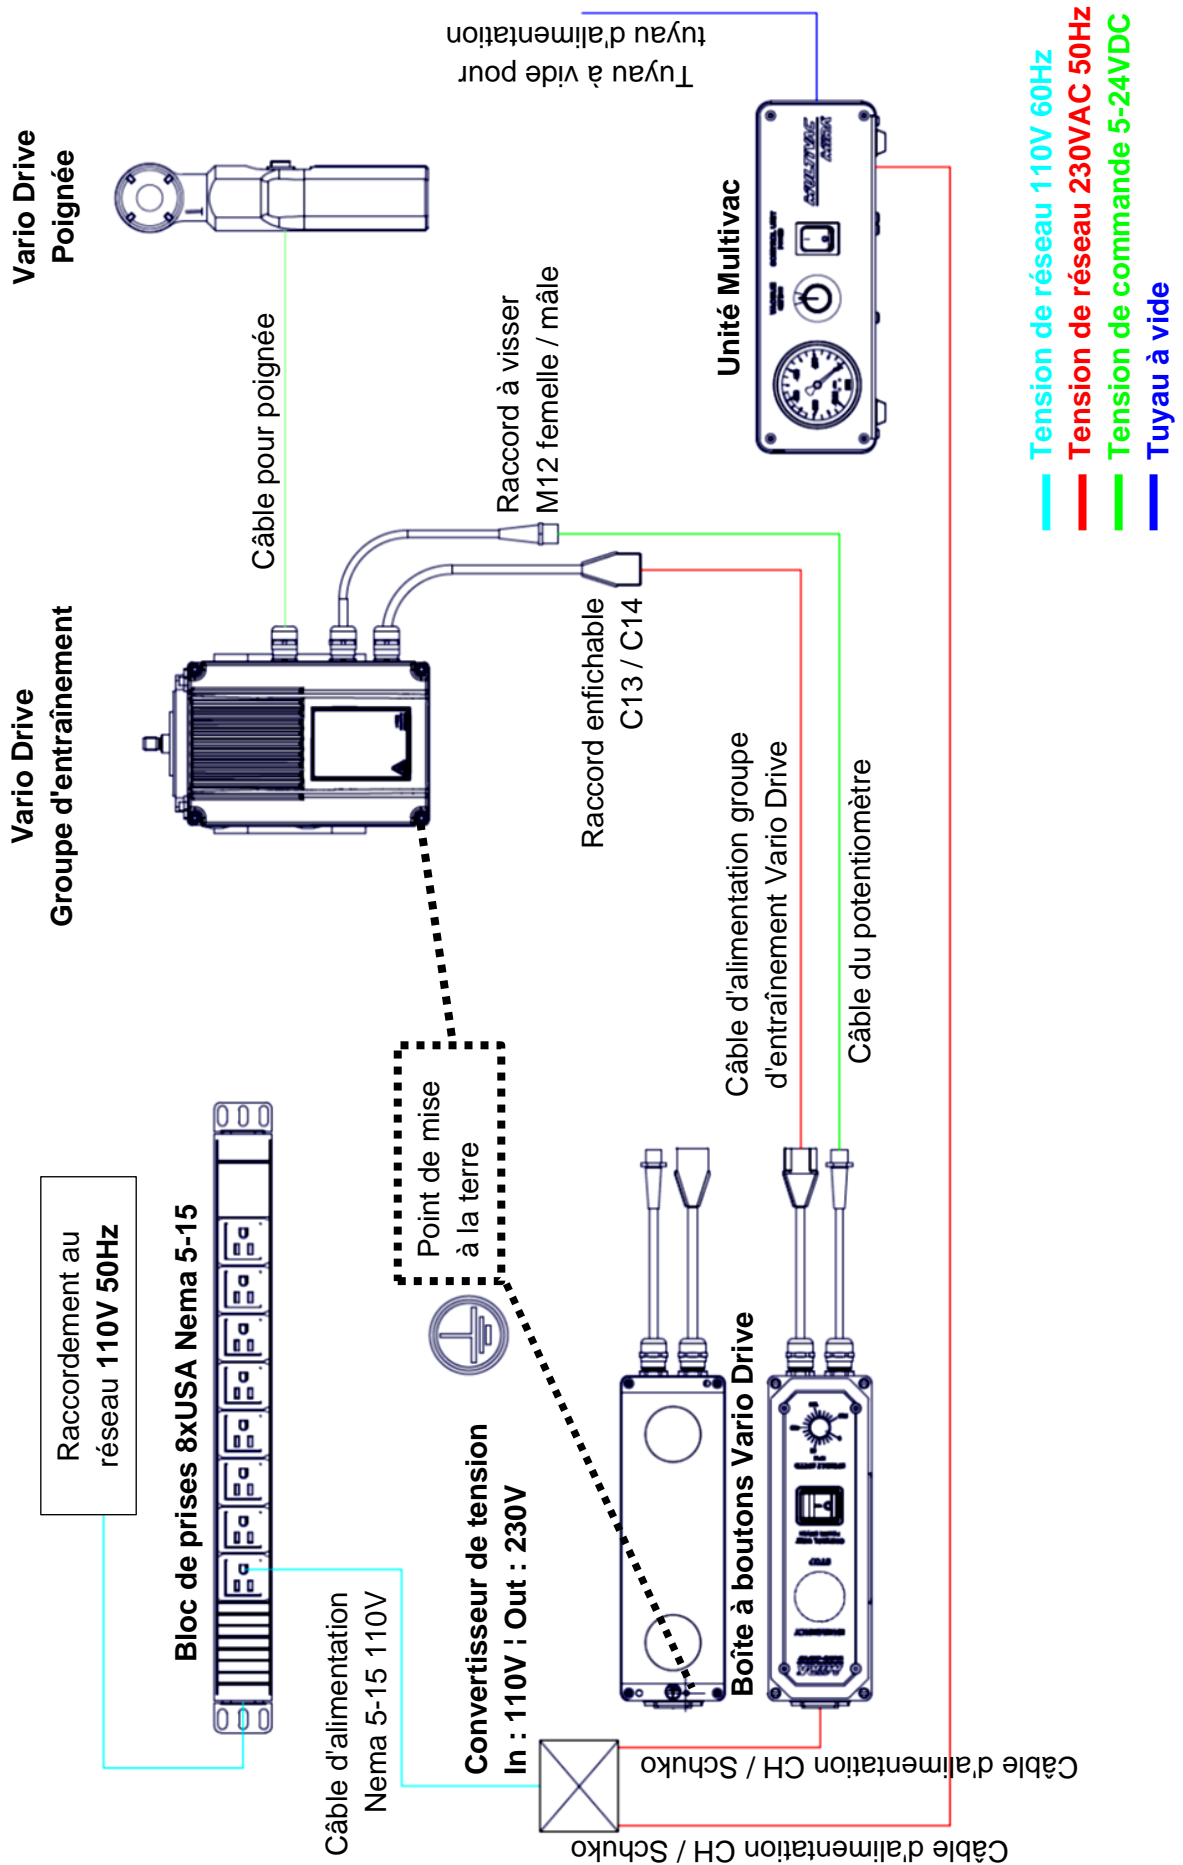 Raccordement au
réseau 110V 50Hz
Bloc de prises 8xUSA Nema 5-15
Câble d'alimentation
Nema 5-15 110V
Convertisseur de tension
In : 110V ¦ Out : 230V
Câble d'alimentation CH / Schuko
Câble d'alimentation CH / Schuko
Point de mise
à la terre
Boîte à boutons Vario Drive
EMERGENCY
STOP
Vario Drive
Groupe d'entraînement
Vario Drive
Poignée
Câble pour poignée
Raccord à visser
M12 femelle / mâle
Raccord enfichable
C13 / C14
Câble d'alimentation groupe
d'entraînement Vario Drive
Câble du potentiomètre
Unité Multivac
MULTIVAC
Tuyau à vide pour
tuyau d'alimentation
Tension de réseau 110V 60Hz
Tension de réseau 230VAC 50Hz
Tension de commande 5-24VDC
Tuyau à vide